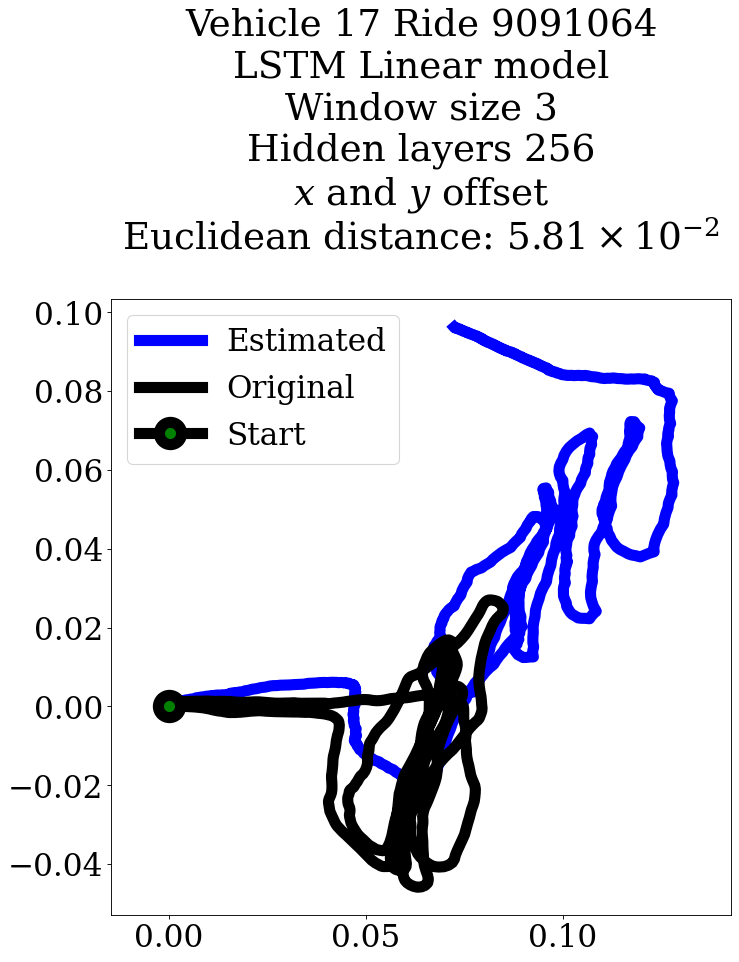 Vehicle 17 Ride 9091064
LSTM Linear model
Window size 3
Hidden layers 256
x and y offset
Euclidean distance: 5.81 × 10⁻²
0.10
0.08
0.06
0.04
0.02
0.00
−0.02
−0.04
Estimated
Original
Start
0.00 0.05 0.10